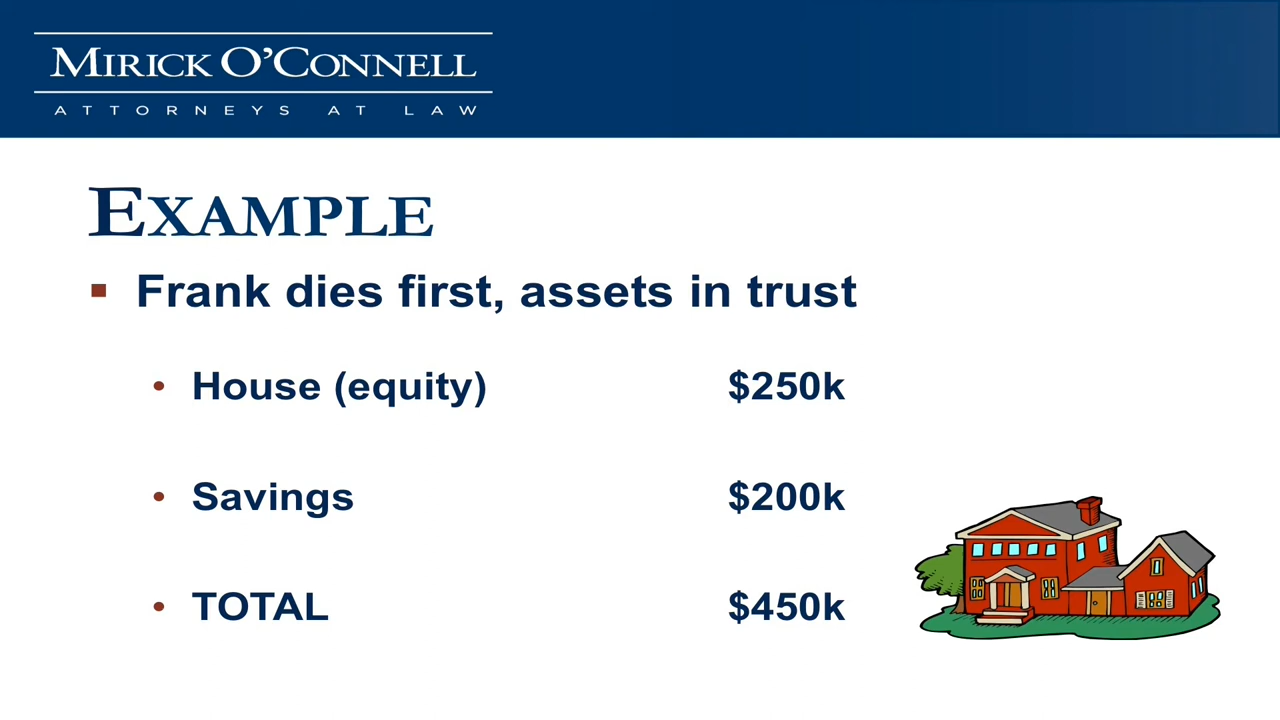 MIRICK O'CONNELL
ATTORNEYS AT LAW
EXAMPLE
▪ Frank dies first, assets in trust
• House (equity) $250k
• Savings $200k
• TOTAL $450k